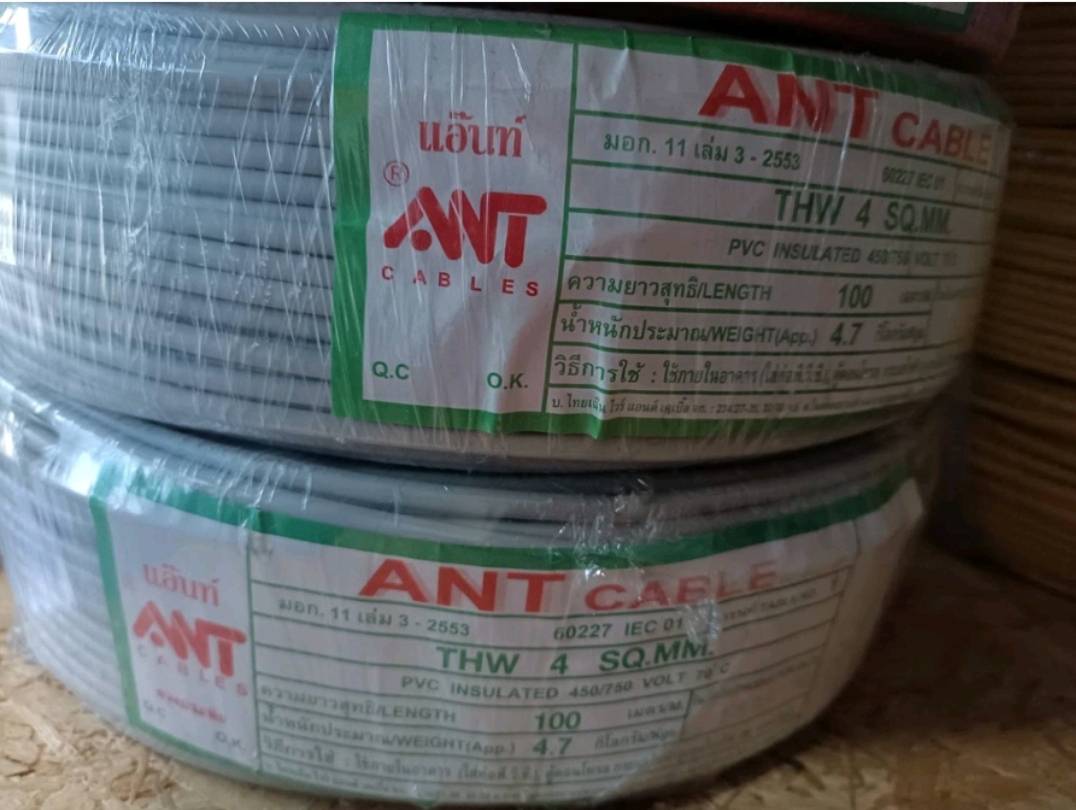 แอ๊นท์
®
ANT
CABLES
Q.C O.K.
ANT CABLE
มอก. 11 เล่ม 3 - 2553 60227 IEC 01
THW 4 SQ.MM.
PVC INSULATED 450/750 VOLT
ความยาวสุทธิ/LENGTH 100
น้ำหนักประมาณ/WEIGHT(App.) 4.7
วิธีการใช้ : ใช้ภายในอาคาร
แอ๊นท์
ANT
CABLES
Q.C
O.K.
ANT CABLE
มอก. 11 เล่ม 3 - 2553 60227 IEC 01
THW 4 SQ.MM.
PVC INSULATED 450/750 VOLT 70°C
ความยาวสุทธิ/LENGTH 100 เมตร/M.
น้ำหนักประมาณ/WEIGHT(App.) 4.7
วิธีการใช้ : ใช้ภายในอาคาร